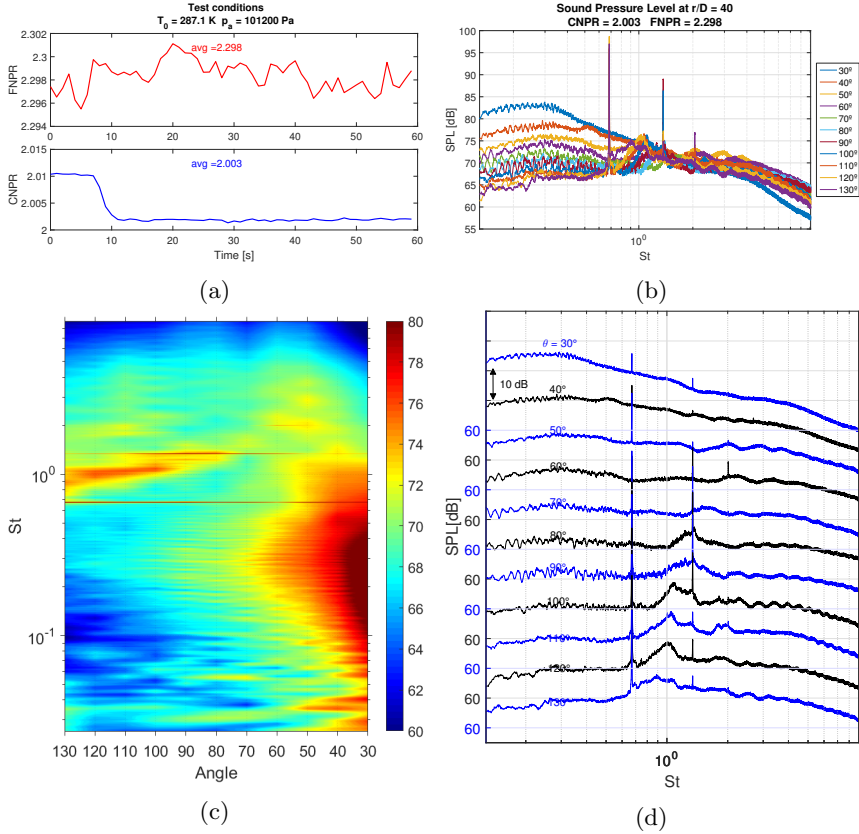 Test conditions
T₀ = 287.1 K pₐ = 101200 Pa
2.302
2.3
2.298
2.296
2.294
FNPR
avg =2.298
0 10 20 30 40 50 60
2.015
2.01
2.005
2
CNPR
avg =2.003
0 10 20 30 40 50 60
Time [s]
(a)
Sound Pressure Level at r/D = 40
CNPR = 2.003 FNPR = 2.298
100
95
90
85
80
75
70
65
60
55
SPL [dB]
10⁰
St
30º
40º
50º
60º
70º
80º
90º
100º
110º
120º
130º
(b)
St
10⁰
10⁻¹
130 120 110 100 90 80 70 60 50 40 30
Angle
80
78
76
74
72
70
68
66
64
62
60
(c)
SPL[dB]
θ = 30°
10 dB
40°
50°
60
60°
60
70°
60
80°
60
90°
60
100°
60
110°
60
120°
60
130°
60
60
60
10⁰
St
(d)